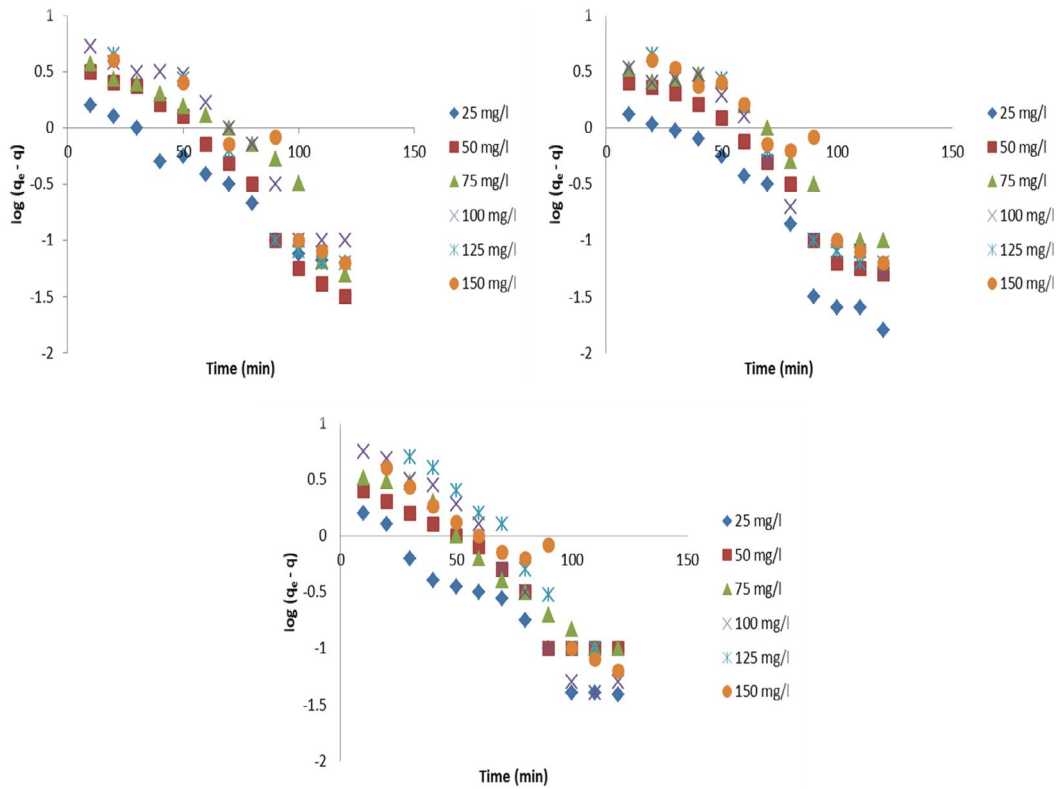 1
0.5
0
-0.5
-1
-1.5
-2
0
50
100
150
log (qₑ - q)
Time (min)
25 mg/l
50 mg/l
75 mg/l
100 mg/l
125 mg/l
150 mg/l
1
0.5
0
-0.5
-1
-1.5
-2
0
50
100
150
log (qₑ - q)
Time (min)
25 mg/l
50 mg/l
75 mg/l
100 mg/l
125 mg/l
150 mg/l
1
0.5
0
-0.5
-1
-1.5
-2
0
50
100
150
log (qₑ - q)
Time (min)
25 mg/l
50 mg/l
75 mg/l
100 mg/l
125 mg/l
150 mg/l